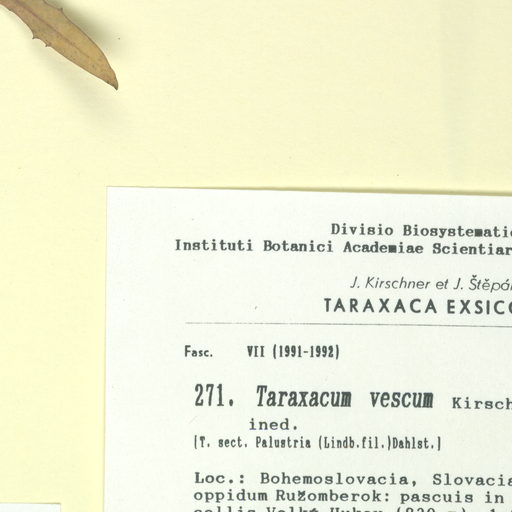 Divisio Biosystematic
Instituti Botanici Academiae Scientiar
J. Kirschner et J. Štěpán
TARAXACA EXSICC
Fasc. VII (1991-1992)
271. Taraxacum vescum Kirsch
ined.
[T. sect. Palustria (Lindb.fil.)Dahlst.]
Loc.: Bohemoslovacia, Slovacia
oppidum Ružomberok: pascuis in